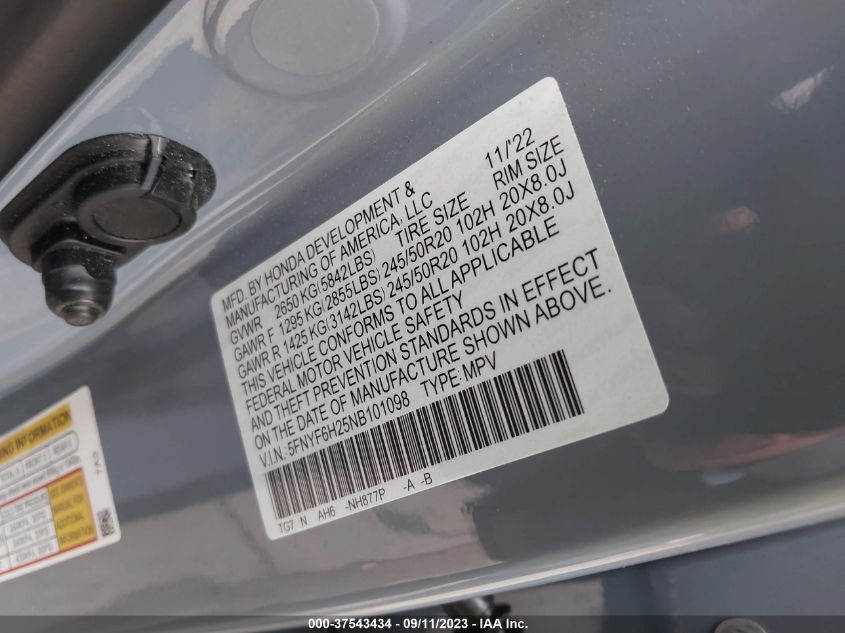 MFD. BY HONDA DEVELOPMENT &
MANUFACTURING OF AMERICA, LLC 11/'22
GVWR 2650 KG(5842LBS) TIRE SIZE RIM SIZE
GAWR F 1295 KG(2855LBS) 245/50R20 102H 20X8.0J
GAWR R 1425 KG(3142LBS) 245/50R20 102H 20X8.0J
THIS VEHICLE CONFORMS TO ALL APPLICABLE
FEDERAL MOTOR VEHICLE SAFETY
AND THEFT PREVENTION STANDARDS IN EFFECT
ON THE DATE OF MANUFACTURE SHOWN ABOVE.
V.I.N.: 5FNYF6H25NB101098 TYPE: MPV
TG7 N AH6 -NH877P -A -B
INFORMATION
000-37543434 - 09/11/2023 - IAA Inc.